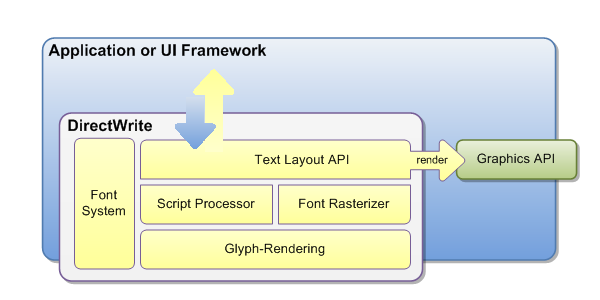 Application or UI Framework
DirectWrite
Font
System
Text Layout API
render
Graphics API
Script Processor
Font Rasterizer
Glyph-Rendering